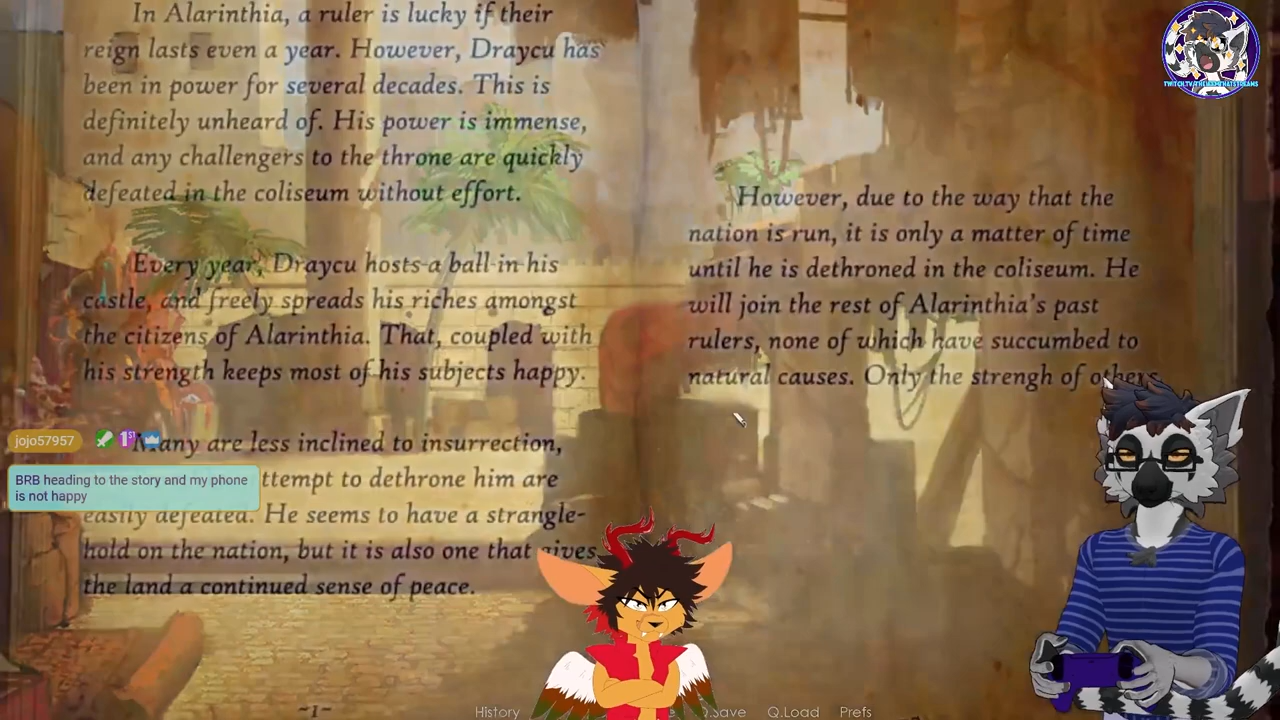 In Alarinthia, a ruler is lucky if their
reign lasts even a year. However, Draycu has
been in power for several decades. This is
definitely unheard of. His power is immense,
and any challengers to the throne are quickly
defeated in the coliseum without effort.
Every year, Draycu hosts a ball in his
castle, and freely spreads his riches amongst
the citizens of Alarinthia. That, coupled with
his strength keeps most of his subjects happy.
Many are less inclined to insurrection,
ttempt to dethrone him are
easily defeated. He seems to have a strangle-
hold on the nation, but it is also one that gives
the land a continued sense of peace.
~1~
However, due to the way that the
nation is run, it is only a matter of time
until he is dethroned in the coliseum. He
will join the rest of Alarinthia's past
rulers, none of which have succumbed to
natural causes. Only the strengh of others
jojo57957 1st
BRB heading to the story and my phone
is not happy
History Q.Save Q.Load Prefs